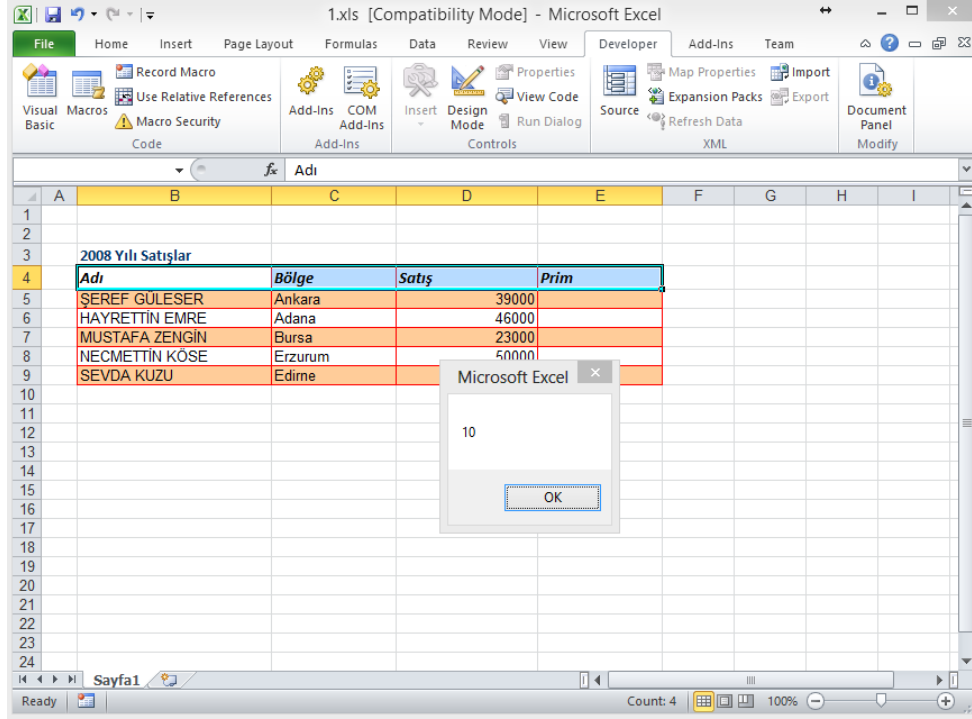 1.xls [Compatibility Mode] - Microsoft Excel
File Home Insert Page Layout Formulas Data Review View Developer Add-Ins Team
Visual Basic
Macros
Record Macro
Use Relative References
Macro Security
Code
Add-Ins
COM Add-Ins
Add-Ins
Insert
Design Mode
Properties
View Code
Run Dialog
Controls
Source
Map Properties
Expansion Packs
Refresh Data
Import
Export
XML
Document Panel
Modify
fx Adı
A B C D E F G H I
1
2
3 2008 Yılı Satışlar
4 Adı Bölge Satış Prim
5 ŞEREF GÜLESER Ankara 39000
6 HAYRETTİN EMRE Adana 46000
7 MUSTAFA ZENGİN Bursa 23000
8 NECMETTİN KÖSE Erzurum 50000
9 SEVDA KUZU Edirne
10
11
12
13
14
15
16
17
18
19
20
21
22
23
24
Microsoft Excel
10
OK
Sayfa1
Ready Count: 4 100%